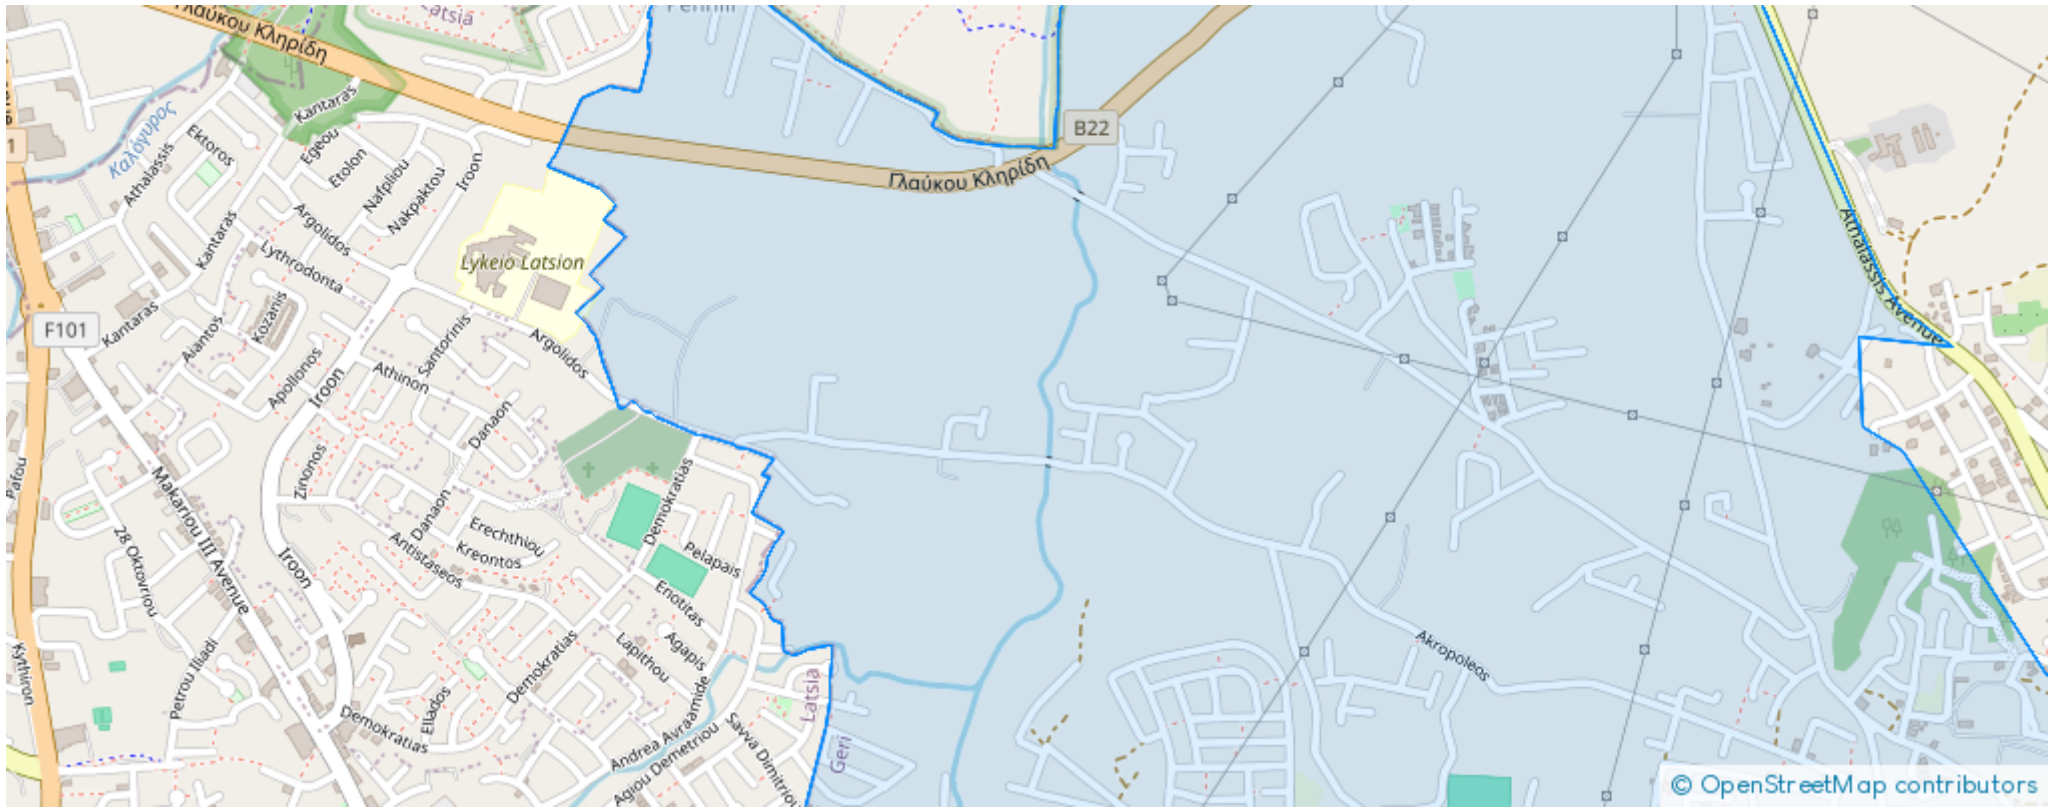 Latsia
Γλαύκου Κληρίδη
1
Καλόγυρος
Kantaras
Egeou
Ektoros
Athalassis
Etolon
Nafpliou
Nakpaktou
Iroon
B22
Γλαύκου Κληρίδη
Argolidos
Kantaras
Lythrodonta
Lykeio Latsion
Athalassis Avenue
F101
Kantaras
Kozanis
Aiantos
Santorinis
Argolidos
Apollonos
Iroon
Athinon
Danaon
Pafou
Zinonos
Makariou III Avenue
Danaon
Erechthiou
Kreontos
Antistaseos
Demokratias
Pelapais
Enotitas
28 Oktovriou
Iroon
Lapithou
Agapis
Akropoleos
Kythiron
Petrou Iliadi
Demokratias
Ellados
Demokratias
Latsia
Geri
Andrea Avraamide
Agiou Demetriou
Savva Dimitriou
© OpenStreetMap contributors